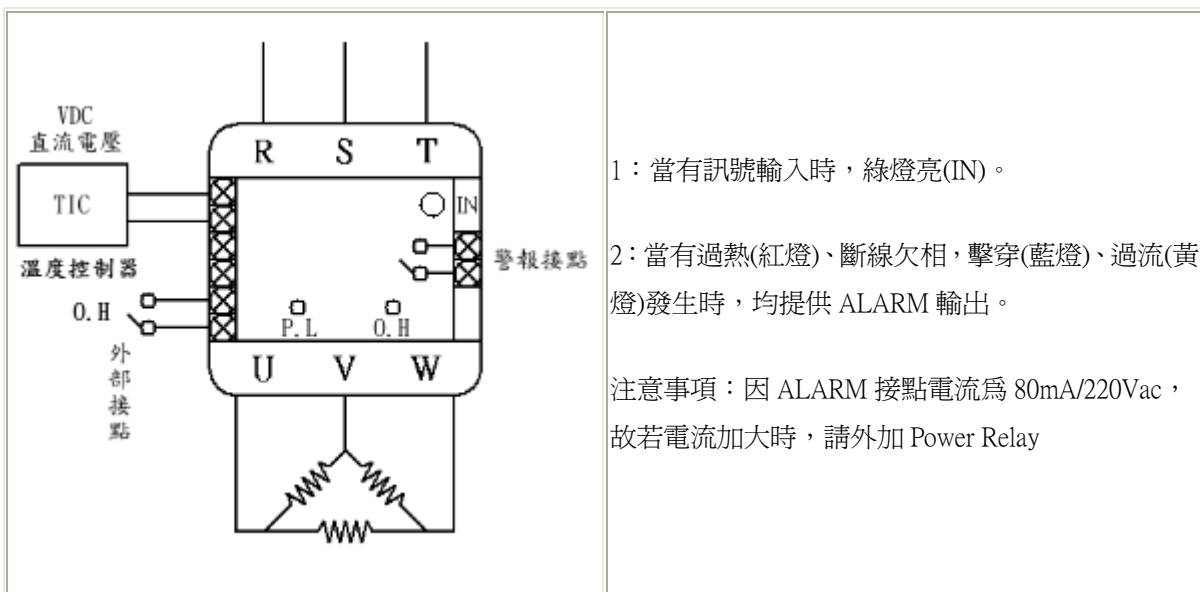 VDC
直流電壓
TIC
溫度控制器
O.H
外
部
接
點
R S T
IN
警報接點
P.L O.H
U V W
1：當有訊號輸入時，綠燈亮(IN)。
2：當有過熱(紅燈)、斷線欠相，擊穿(藍燈)、過流(黃
燈)發生時，均提供 ALARM 輸出。
注意事項：因 ALARM 接點電流爲 80mA/220Vac，
故若電流加大時，請外加 Power Relay